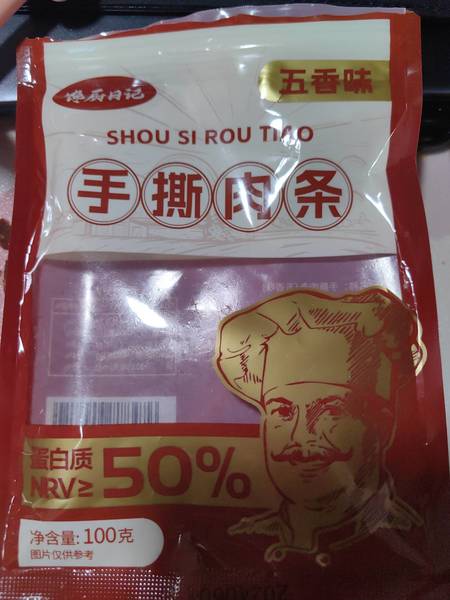 馋厨日记
五香味
SHOU SI ROU TIAO
手撕肉条
蛋白质
NRV≥ 50%
净含量: 100克
图片仅供参考